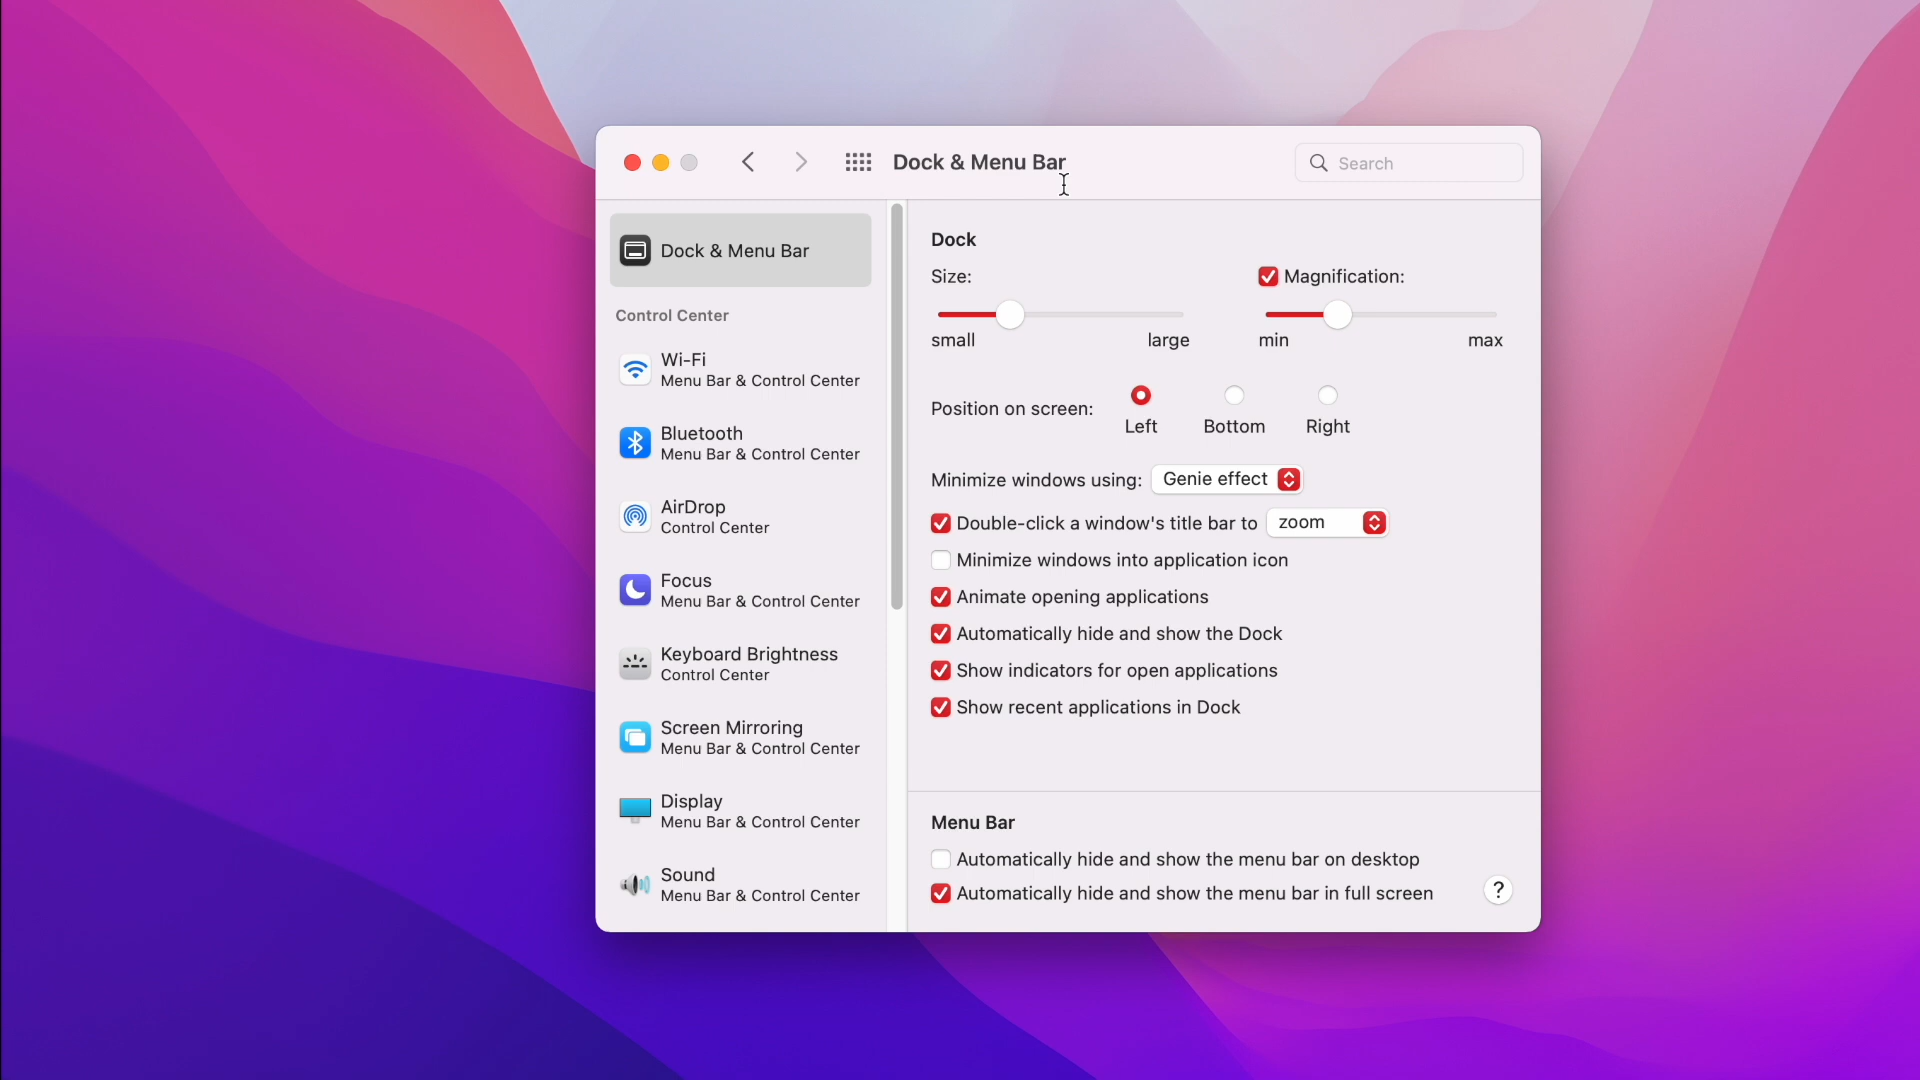 Dock & Menu Bar
Search
Dock & Menu Bar
Control Center
Wi-Fi
Menu Bar & Control Center
Bluetooth
Menu Bar & Control Center
AirDrop
Control Center
Focus
Menu Bar & Control Center
Keyboard Brightness
Control Center
Screen Mirroring
Menu Bar & Control Center
Display
Menu Bar & Control Center
Sound
Menu Bar & Control Center
Dock
Size:
small large
Magnification:
min max
Position on screen:
Left Bottom Right
Minimize windows using: Genie effect
Double-click a window's title bar to zoom
Minimize windows into application icon
Animate opening applications
Automatically hide and show the Dock
Show indicators for open applications
Show recent applications in Dock
Menu Bar
Automatically hide and show the menu bar on desktop
Automatically hide and show the menu bar in full screen
?